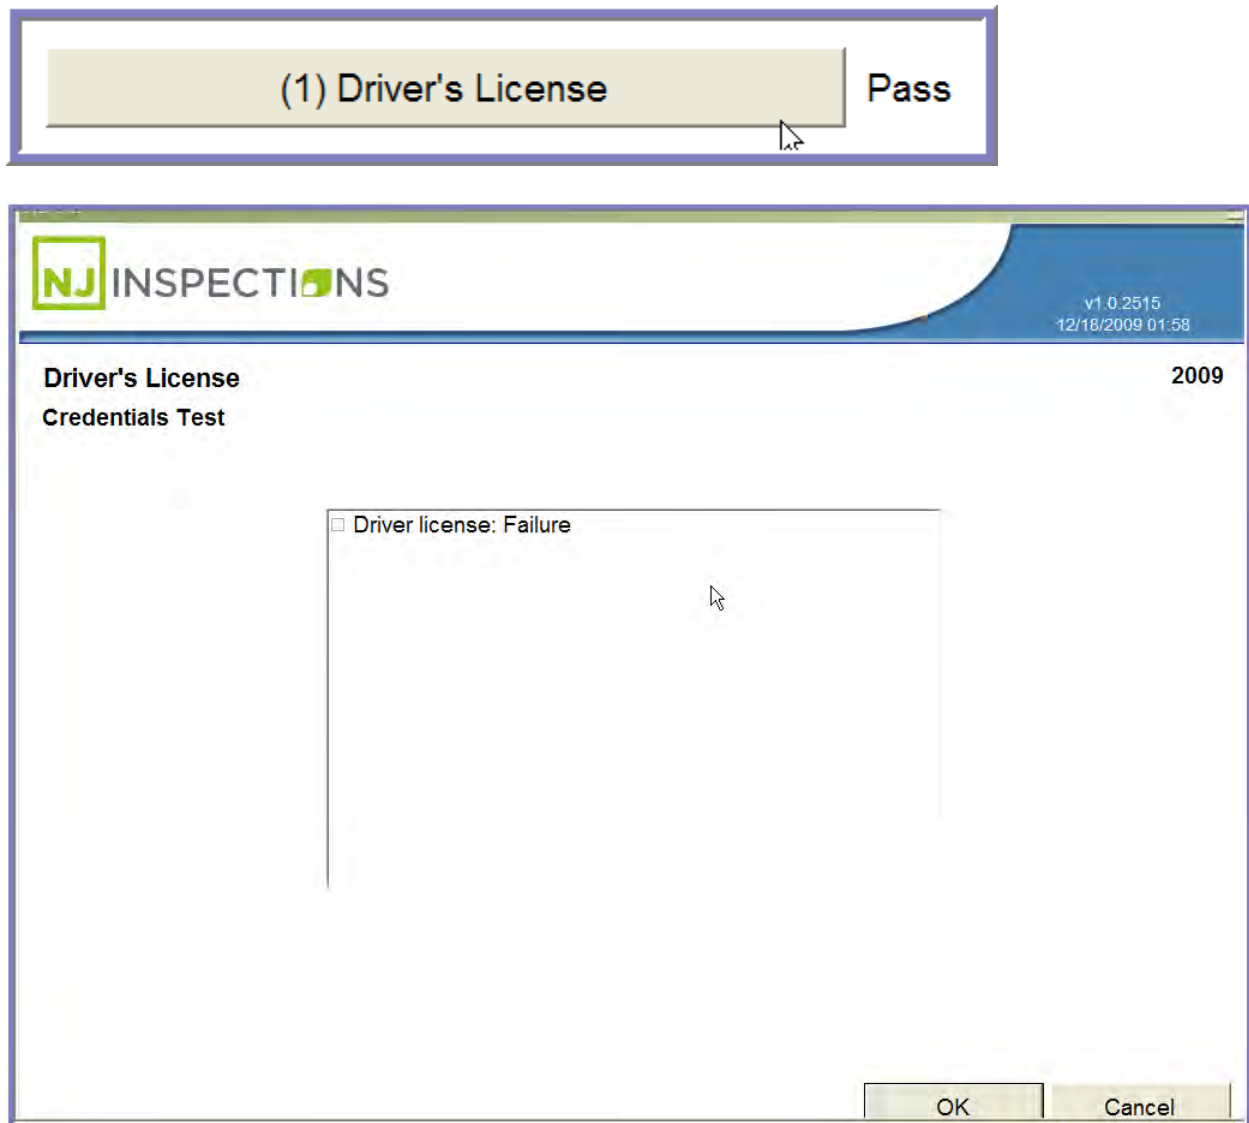 (1) Driver's License Pass
NJ INSPECTIONS
v1.0.2515
12/18/2009 01:58
Driver's License 2009
Credentials Test
Driver license: Failure
OK Cancel